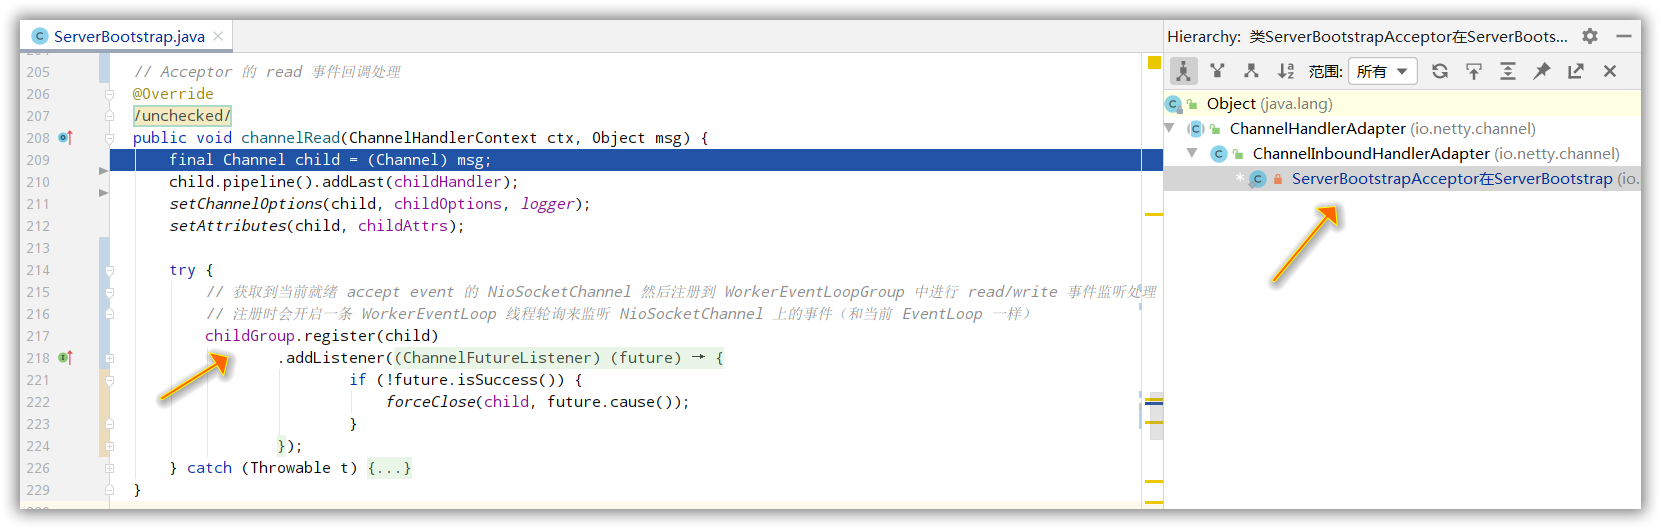 ServerBootstrap.java
205 // Acceptor 的 read 事件回调处理
206 @Override
207 /unchecked/
208 public void channelRead(ChannelHandlerContext ctx, Object msg) {
209 final Channel child = (Channel) msg;
210 child.pipeline().addLast(childHandler);
211 setChannelOptions(child, childOptions, logger);
212 setAttributes(child, childAttrs);
213
214 try {
215 // 获取到当前就绪 accept event 的 NioSocketChannel 然后注册到 WorkerEventLoopGroup 中进行 read/write 事件监听处理
216 // 注册时会开启一条 WorkerEventLoop 线程轮询来监听 NioSocketChannel 上的事件（和当前 EventLoop 一样）
217 childGroup.register(child)
218 .addListener((ChannelFutureListener) (future) → {
221 if (!future.isSuccess()) {
222 forceClose(child, future.cause());
223 }
224 });
226 } catch (Throwable t) {...}
229 }
Hierarchy: 类ServerBootstrapAcceptor在ServerBoots...
范围: 所有
Object (java.lang)
ChannelHandlerAdapter (io.netty.channel)
ChannelInboundHandlerAdapter (io.netty.channel)
* ServerBootstrapAcceptor在ServerBootstrap (io.